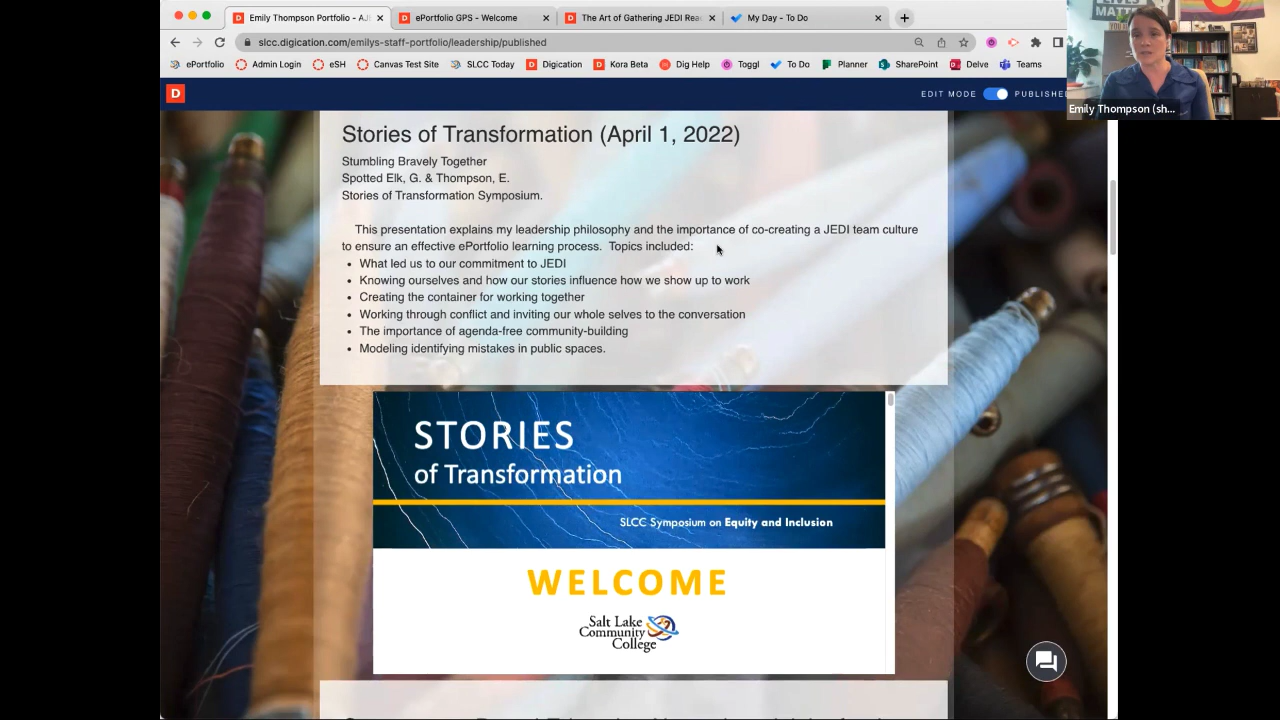 Emily Thompson Portfolio - AJ
ePortfolio GPS - Welcome
The Art of Gathering JEDI Rea
My Day - To Do
slcc.digication.com/emilys-staff-portfolio/leadership/published
ePortfolio
Admin Login
eSH
Canvas Test Site
SLCC Today
Digication
Kora Beta
Dig Help
Toggl
To Do
Planner
SharePoint
Delve
Teams
LIVES
MATTER
Emily Thompson (sh...
D
EDIT MODE
PUBLISHE
Stories of Transformation (April 1, 2022)
Stumbling Bravely Together
Spotted Elk, G. & Thompson, E.
Stories of Transformation Symposium.
This presentation explains my leadership philosophy and the importance of co-creating a JEDI team culture
to ensure an effective ePortfolio learning process. Topics included:
• What led us to our commitment to JEDI
• Knowing ourselves and how our stories influence how we show up to work
• Creating the container for working together
• Working through conflict and inviting our whole selves to the conversation
• The importance of agenda-free community-building
• Modeling identifying mistakes in public spaces.
STORIES
of Transformation
SLCC Symposium on Equity and Inclusion
WELCOME
Salt Lake
Community
College